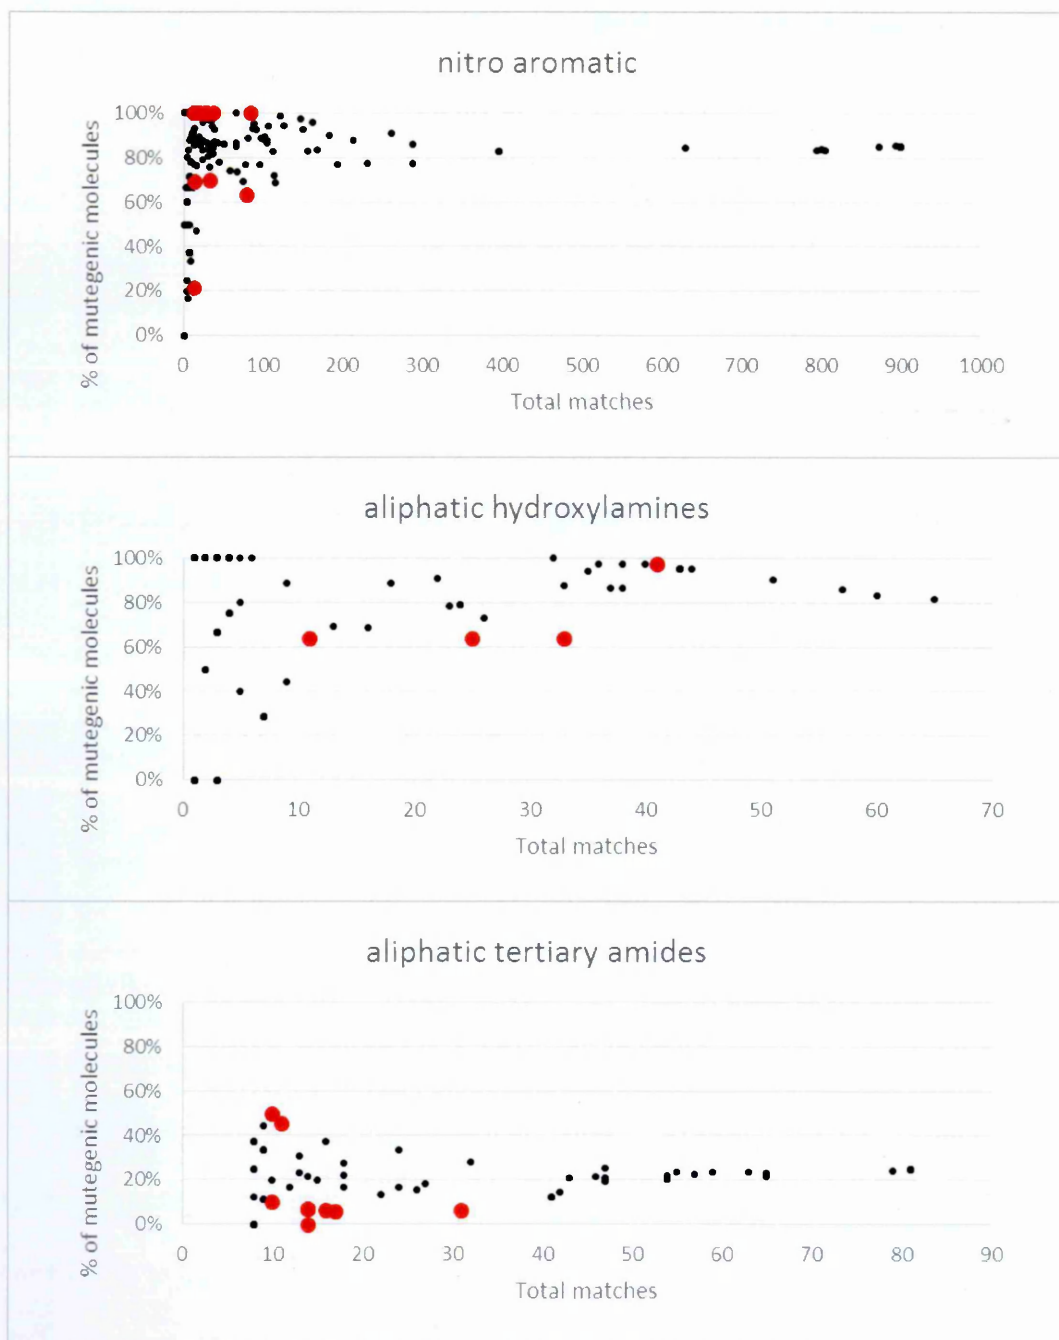 nitro aromatic
% of mutegenic molecules
100%
80%
60%
40%
20%
0%
0 100 200 300 400 500 600 700 800 900 1000
Total matches
aliphatic hydroxylamines
% of mutegenic molecules
100%
80%
60%
40%
20%
0%
0 10 20 30 40 50 60 70
Total matches
aliphatic tertiary amides
% of mutegenic molecules
100%
80%
60%
40%
20%
0%
0 10 20 30 40 50 60 70 80 90
Total matches